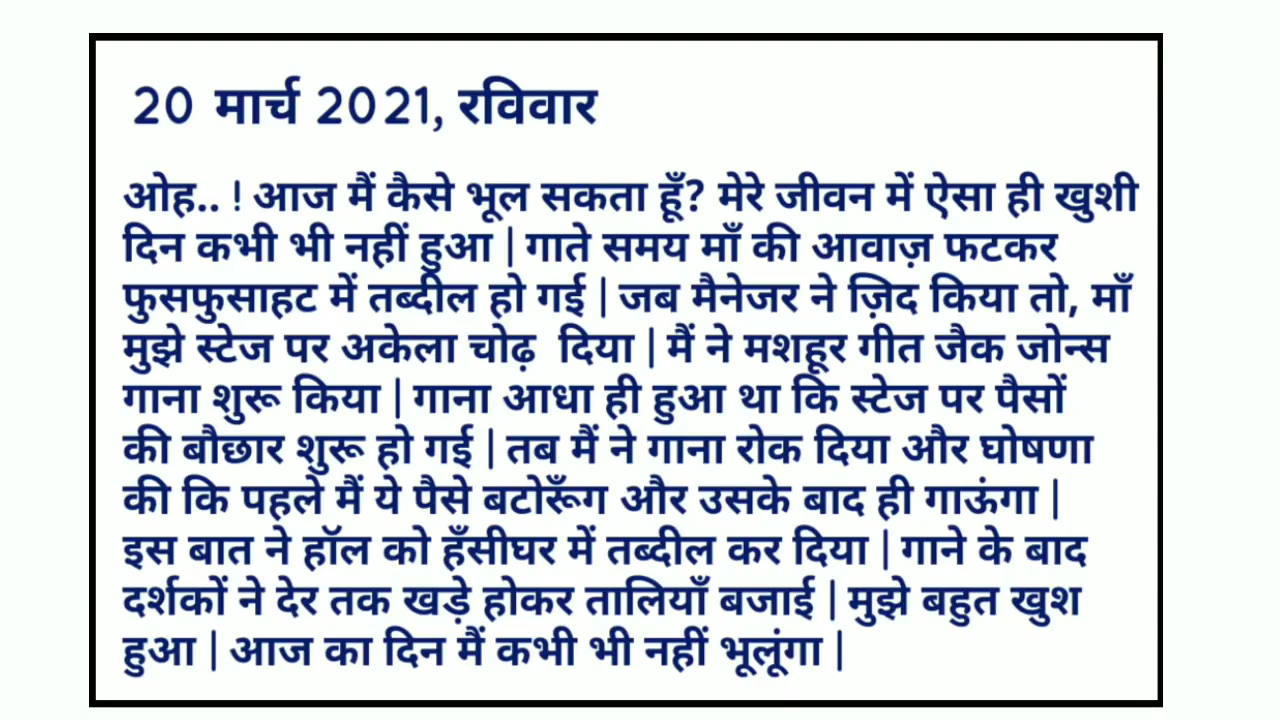 20 मार्च 2021, रविवार
ओह.. ! आज मैं कैसे भूल सकता हूँ? मेरे जीवन में ऐसा ही खुशी
दिन कभी भी नहीं हुआ | गाते समय माँ की आवाज़ फटकर
फुसफुसाहट में तब्दील हो गई | जब मैनेजर ने ज़िद किया तो, माँ
मुझे स्टेज पर अकेला चोढ़ दिया | मैं ने मशहूर गीत जैक जोन्स
गाना शुरू किया | गाना आधा ही हुआ था कि स्टेज पर पैसों
की बौछार शुरू हो गई | तब मैं ने गाना रोक दिया और घोषणा
की कि पहले मैं ये पैसे बटोरूँग और उसके बाद ही गाऊंगा |
इस बात ने हॉल को हँसीघर में तब्दील कर दिया | गाने के बाद
दर्शकों ने देर तक खड़े होकर तालियाँ बजाई | मुझे बहुत खुश
हुआ | आज का दिन मैं कभी भी नहीं भूलूंगा |